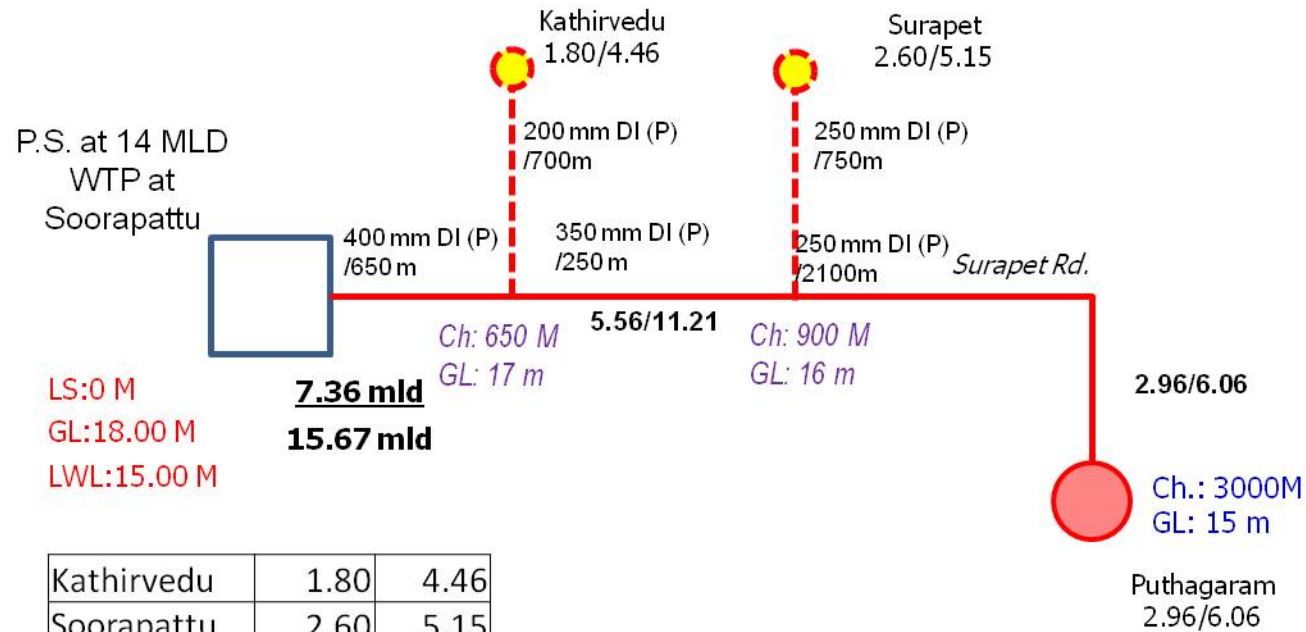 Kathirvedu
1.80/4.46
Surapet
2.60/5.15
P.S. at 14 MLD
WTP at
Soorapattu
200 mm DI (P)
/700m
250 mm DI (P)
/750m
400 mm DI (P)
/650 m
350 mm DI (P)
/250 m
250 mm DI (P)
/2100m
Surapet Rd.
5.56/11.21
Ch: 650 M
GL: 17 m
Ch: 900 M
GL: 16 m
LS:0 M
GL:18.00 M
LWL:15.00 M
7.36 mld
15.67 mld
2.96/6.06
Ch.: 3000M
GL: 15 m
Puthagaram
2.96/6.06
Kathirvedu 1.80 4.46
Soorapattu 2.60 5.15